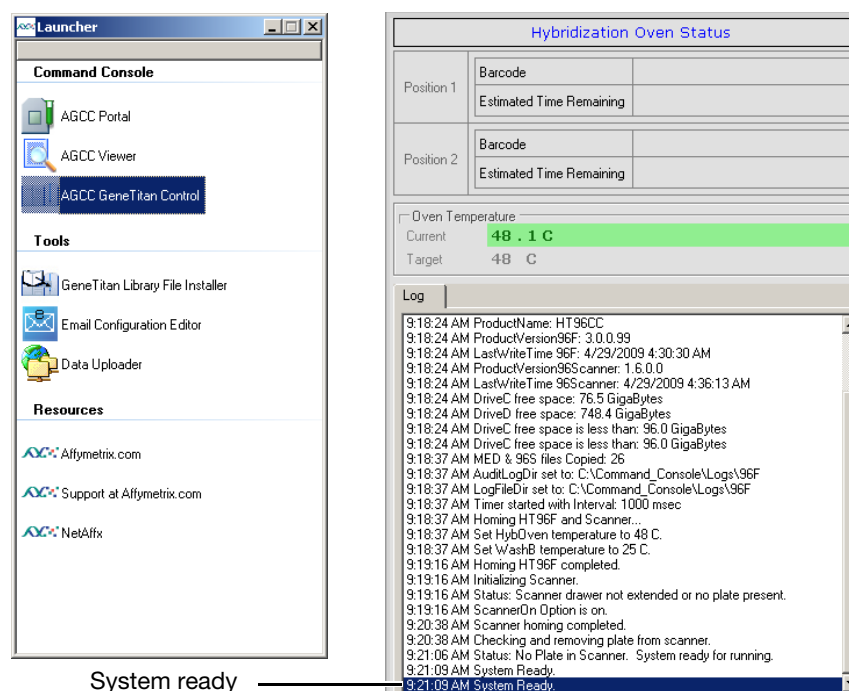 Launcher
Command Console
AGCC Portal
AGCC Viewer
AGCC GeneTitan Control
Tools
GeneTitan Library File Installer
Email Configuration Editor
Data Uploader
Resources
Affymetrix.com
Support at Affymetrix.com
NetAffx
System ready
Hybridization Oven Status
Position 1
Barcode
Estimated Time Remaining
Position 2
Barcode
Estimated Time Remaining
Oven Temperature
Current 48.1 C
Target 48 C
Log
9:18:24 AM ProductName: HT96CC
9:18:24 AM ProductVersion96F: 3.0.0.99
9:18:24 AM LastWriteTime 96F: 4/29/2009 4:30:30 AM
9:18:24 AM ProductVersion96Scanner: 1.6.0.0
9:18:24 AM LastWriteTime 96Scanner: 4/29/2009 4:36:13 AM
9:18:24 AM DriveC free space: 76.5 GigaBytes
9:18:24 AM DriveD free space: 748.4 GigaBytes
9:18:24 AM DriveC free space is less than: 96.0 GigaBytes
9:18:24 AM DriveC free space is less than: 96.0 GigaBytes
9:18:37 AM MED & 96S files Copied: 26
9:18:37 AM AuditLogDir set to: C:\Command_Console\Logs\96F
9:18:37 AM LogFileDir set to: C:\Command_Console\Logs\96F
9:18:37 AM Timer started with Interval: 1000 msec
9:18:37 AM Homing HT96F and Scanner...
9:18:37 AM Set HybOven temperature to 48 C.
9:18:37 AM Set WashB temperature to 25 C.
9:19:16 AM Homing HT96F completed.
9:19:16 AM Initializing Scanner.
9:19:16 AM Status: Scanner drawer not extended or no plate present.
9:19:16 AM ScannerOn Option is on.
9:20:38 AM Scanner homing completed.
9:20:38 AM Checking and removing plate from scanner.
9:21:06 AM Status: No Plate in Scanner. System ready for running.
9:21:09 AM System Ready.
9:21:09 AM System Ready.